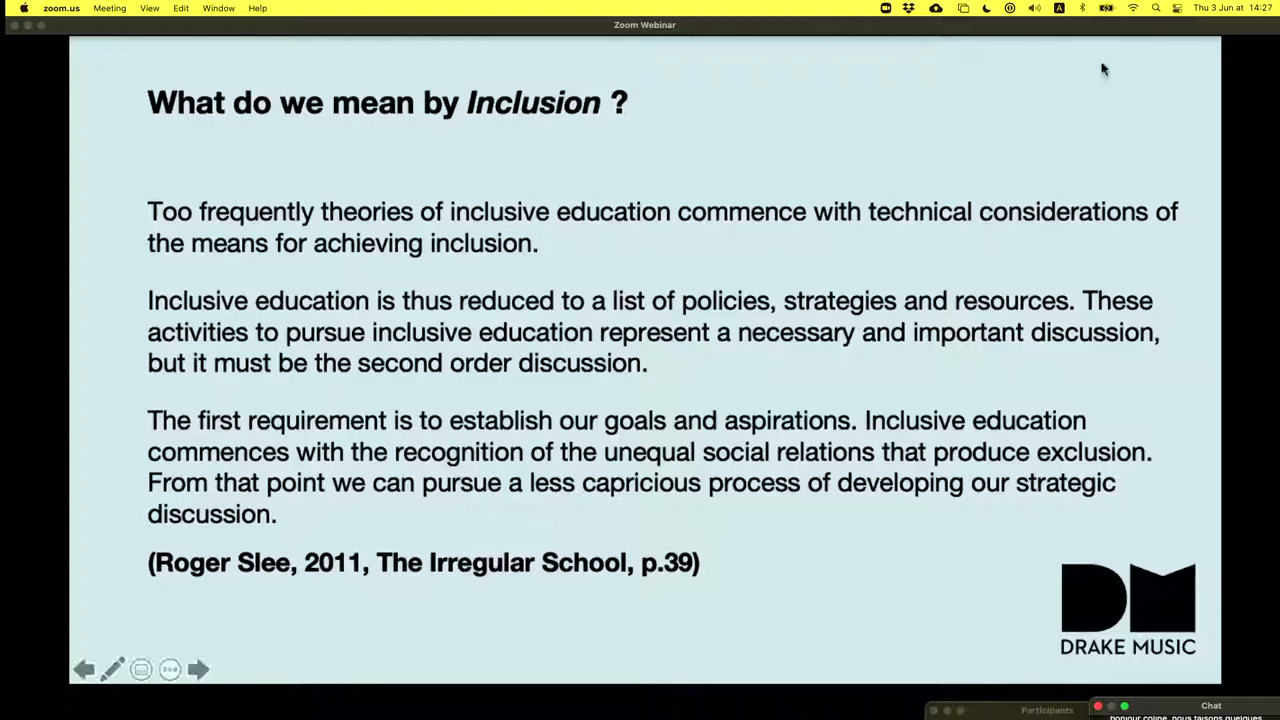 zoom.us Meeting View Edit Window Help Thu 3 Jun at 14:27
Zoom Webinar
What do we mean by Inclusion ?
Too frequently theories of inclusive education commence with technical considerations of
the means for achieving inclusion.
Inclusive education is thus reduced to a list of policies, strategies and resources. These
activities to pursue inclusive education represent a necessary and important discussion,
but it must be the second order discussion.
The first requirement is to establish our goals and aspirations. Inclusive education
commences with the recognition of the unequal social relations that produce exclusion.
From that point we can pursue a less capricious process of developing our strategic
discussion.
(Roger Slee, 2011, The Irregular School, p.39)
DM
DRAKE MUSIC
Participants
Chat
bonjour coline, nous faisons quelques